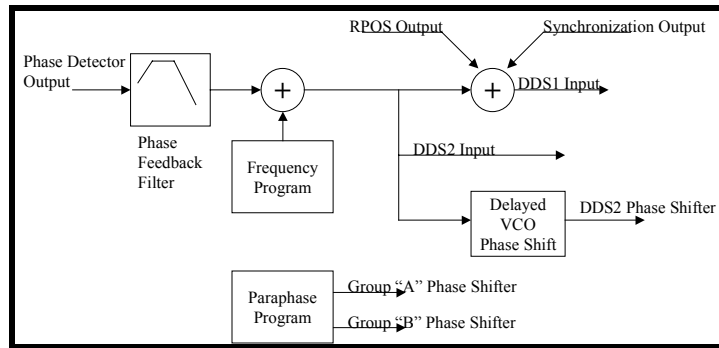 RPOS Output
Synchronization Output
Phase Detector
Output
+
+
DDS1 Input
Phase
Feedback
Filter
Frequency
Program
DDS2 Input
Delayed
VCO
Phase Shift
DDS2 Phase Shifter
Paraphase
Program
Group “A” Phase Shifter
Group “B” Phase Shifter